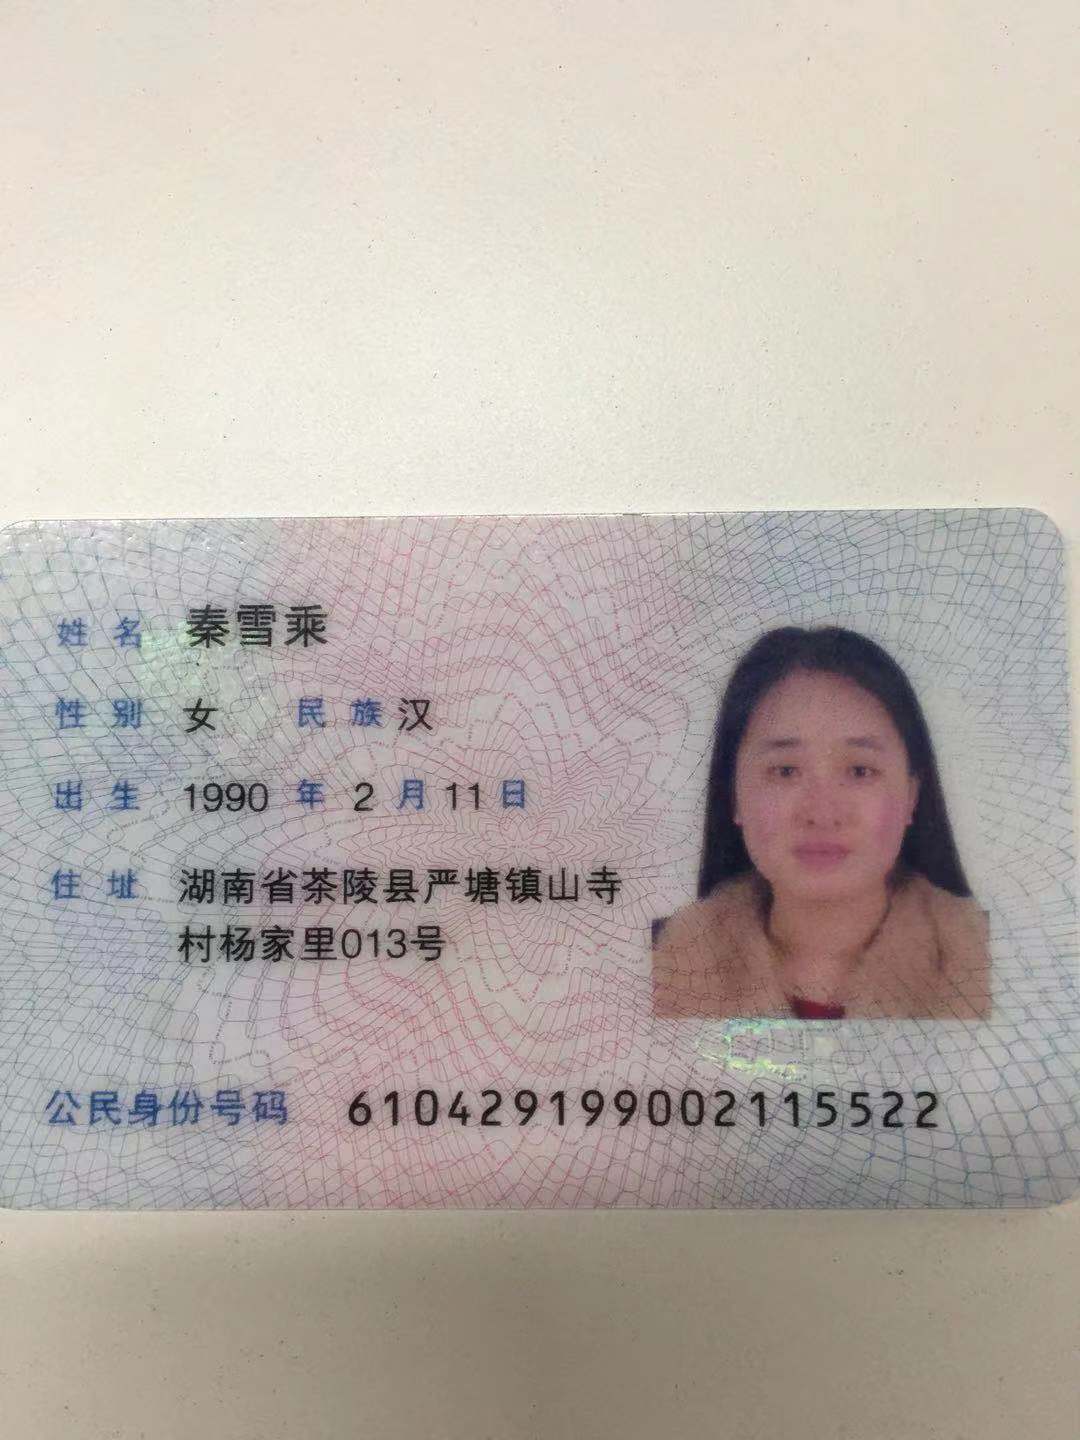 姓名 秦雪乘
性别 女 民族 汉
出生 1990 年 2 月 11 日
住址 湖南省茶陵县严塘镇山寺
村杨家里013号
公民身份号码 610429199002115522